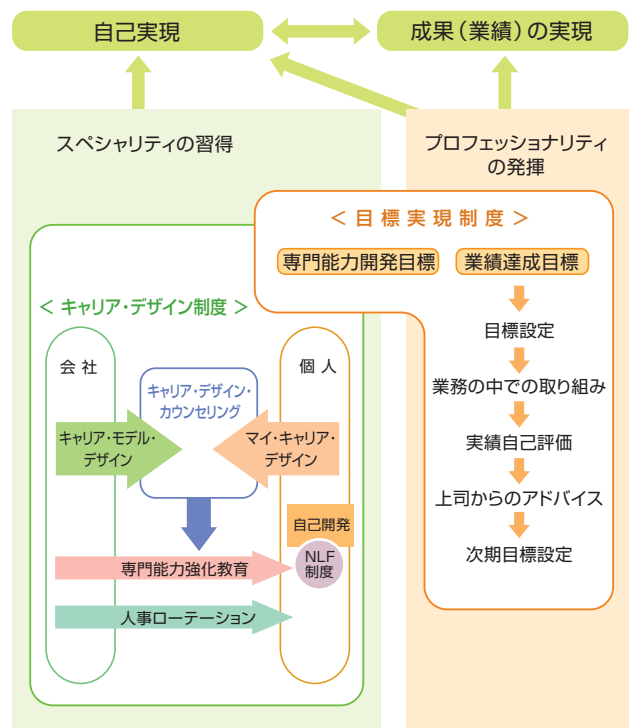 自己実現
成果（業績）の実現
スペシャリティの習得
プロフェッショナリティ
の発揮
＜目標実現制度＞
専門能力開発目標
業績達成目標
目標設定
業務の中での取り組み
実績自己評価
上司からのアドバイス
次期目標設定
＜キャリア・デザイン制度＞
会社
個人
キャリア・デザイン・
カウンセリング
キャリア・モデル・
デザイン
マイ・キャリア・
デザイン
自己開発
NLF
制度
専門能力強化教育
人事ローテーション